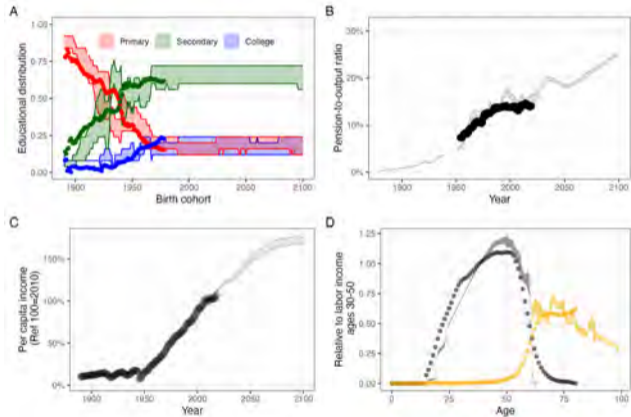 A
Primary
Secondary
College
Educational distribution
1.00
0.75
0.50
0.25
0.00
1900
1950
2000
2050
2100
Birth cohort
B
Pension-to-output ratio
30%
20%
10%
0%
1900
1950
2000
2050
2100
Year
C
Per capita income
(Ref 100=2010)
150%
100%
50%
0%
1900
1950
2000
2050
2100
Year
D
Relative to labor income
ages 30-50
1.25
1.00
0.75
0.50
0.25
0.00
0
25
50
75
100
Age